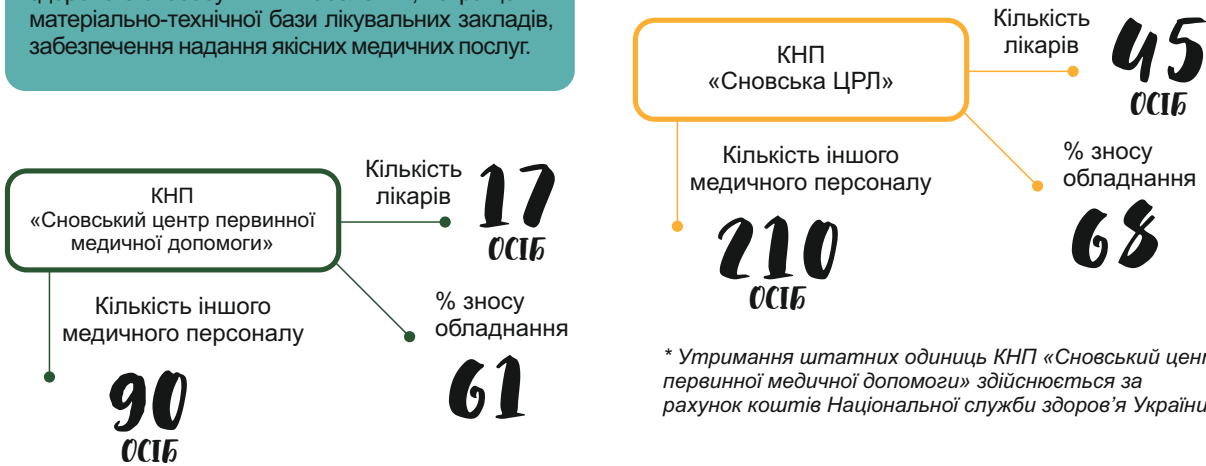 матеріально-технічної бази лікувальних закладів,
забезпечення надання якісних медичних послуг.
КНП
«Сновський центр первинної
медичної допомоги»
Кількість
лікарів
17
ОСІБ
Кількість іншого
медичного персоналу
90
ОСІБ
% зносу
обладнання
61
КНП
«Сновська ЦРЛ»
Кількість
лікарів
45
ОСІБ
Кількість іншого
медичного персоналу
210
ОСІБ
% зносу
обладнання
68
* Утримання штатних одиниць КНП «Сновський цент
первинної медичної допомоги» здійснюється за
рахунок коштів Національної служби здоров’я України